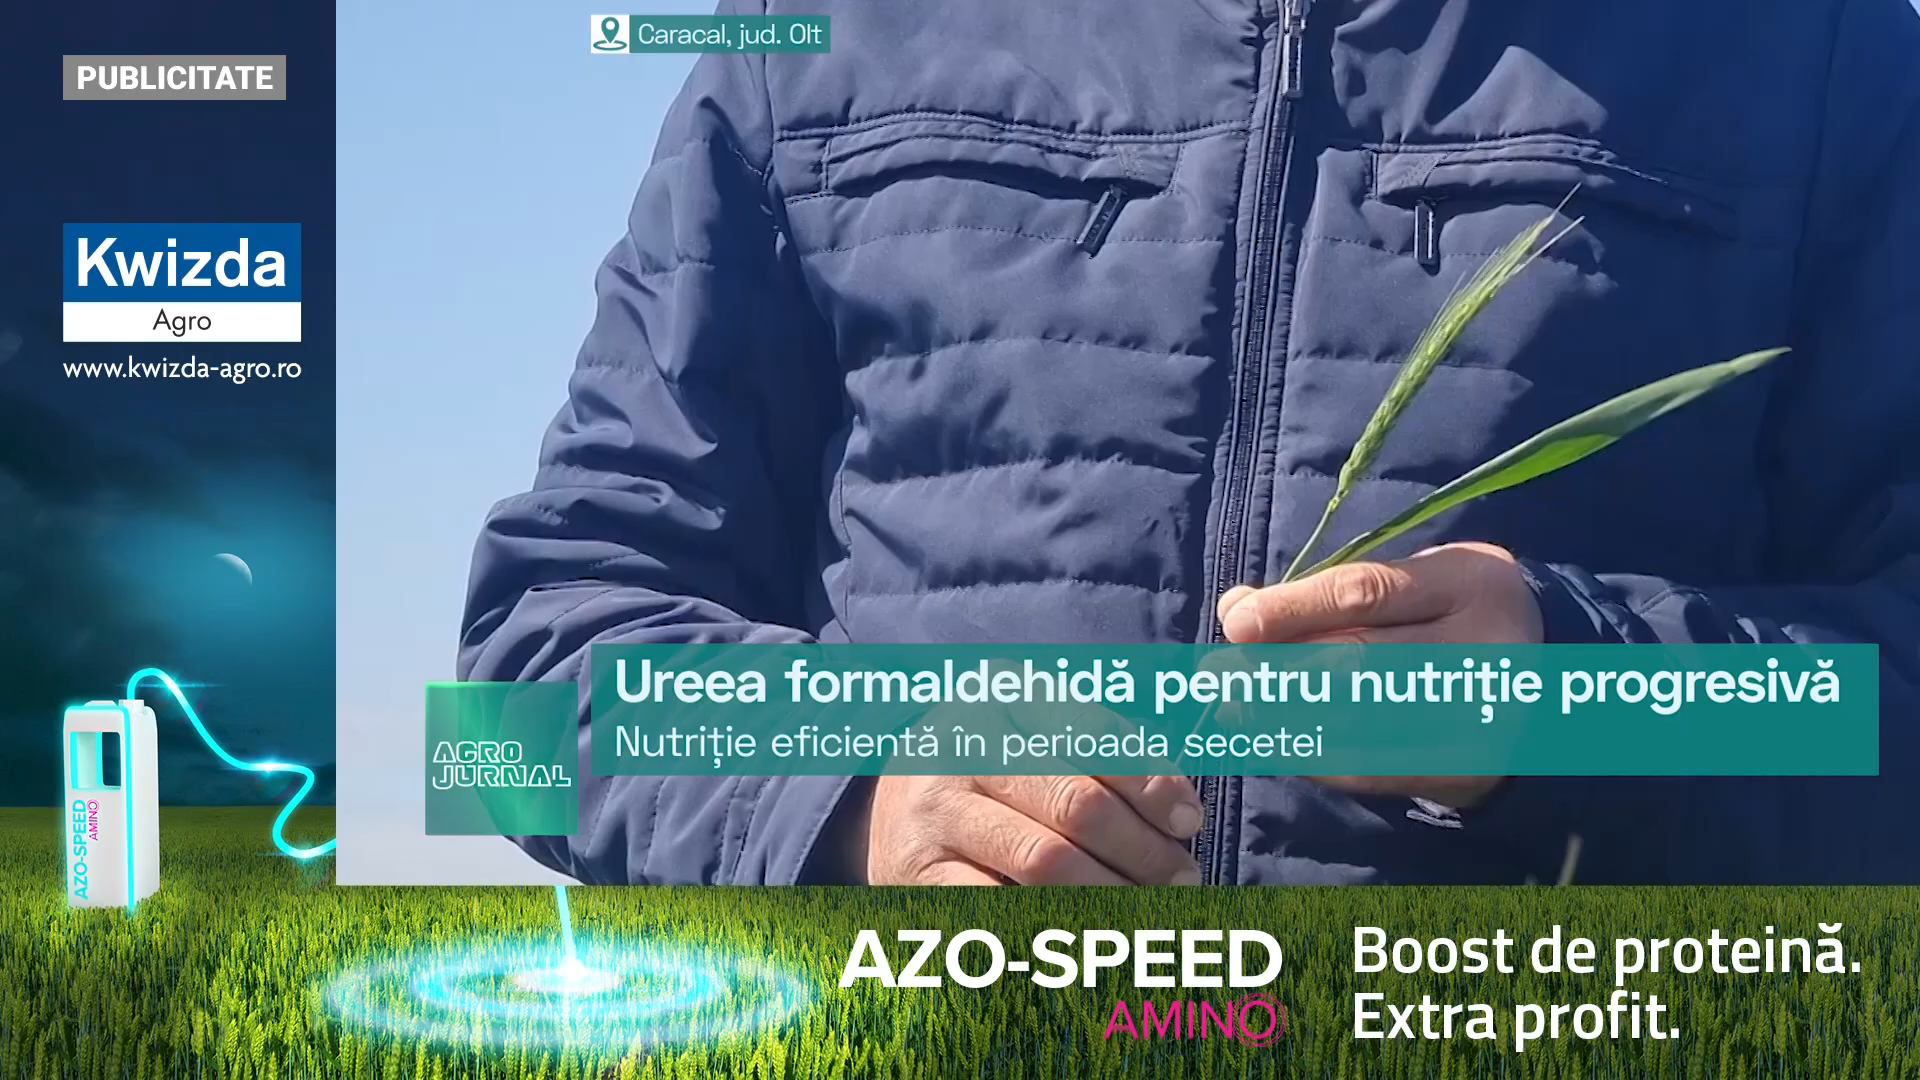 PUBLICITATE
Kwizda
Agro
www.kwizda-agro.ro
Caracal, jud. Olt
Ureea formaldehidă pentru nutriție progresivă
Nutriție eficientă în perioada secetei
AGRO
JURNAL
AZO-SPEED
AMINO
AZO-SPEED
AMINO
Boost de proteină.
Extra profit.